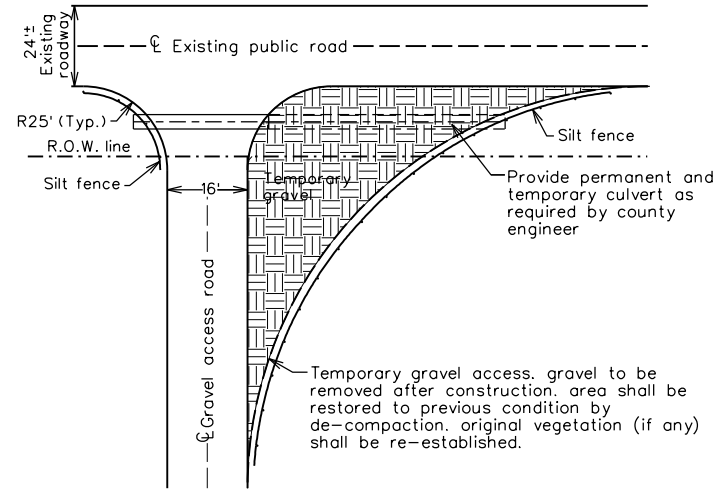 24'±
Existing
roadway
℄ Existing public road
R25' (Typ.)
R.O.W. line
Silt fence
Silt fence
16'
Temporary
gravel
Provide permanent and
temporary culvert as
required by county
engineer
℄ Gravel access road
Temporary gravel access. gravel to be
removed after construction. area shall be
restored to previous condition by
de-compaction. original vegetation (if any)
shall be re-established.